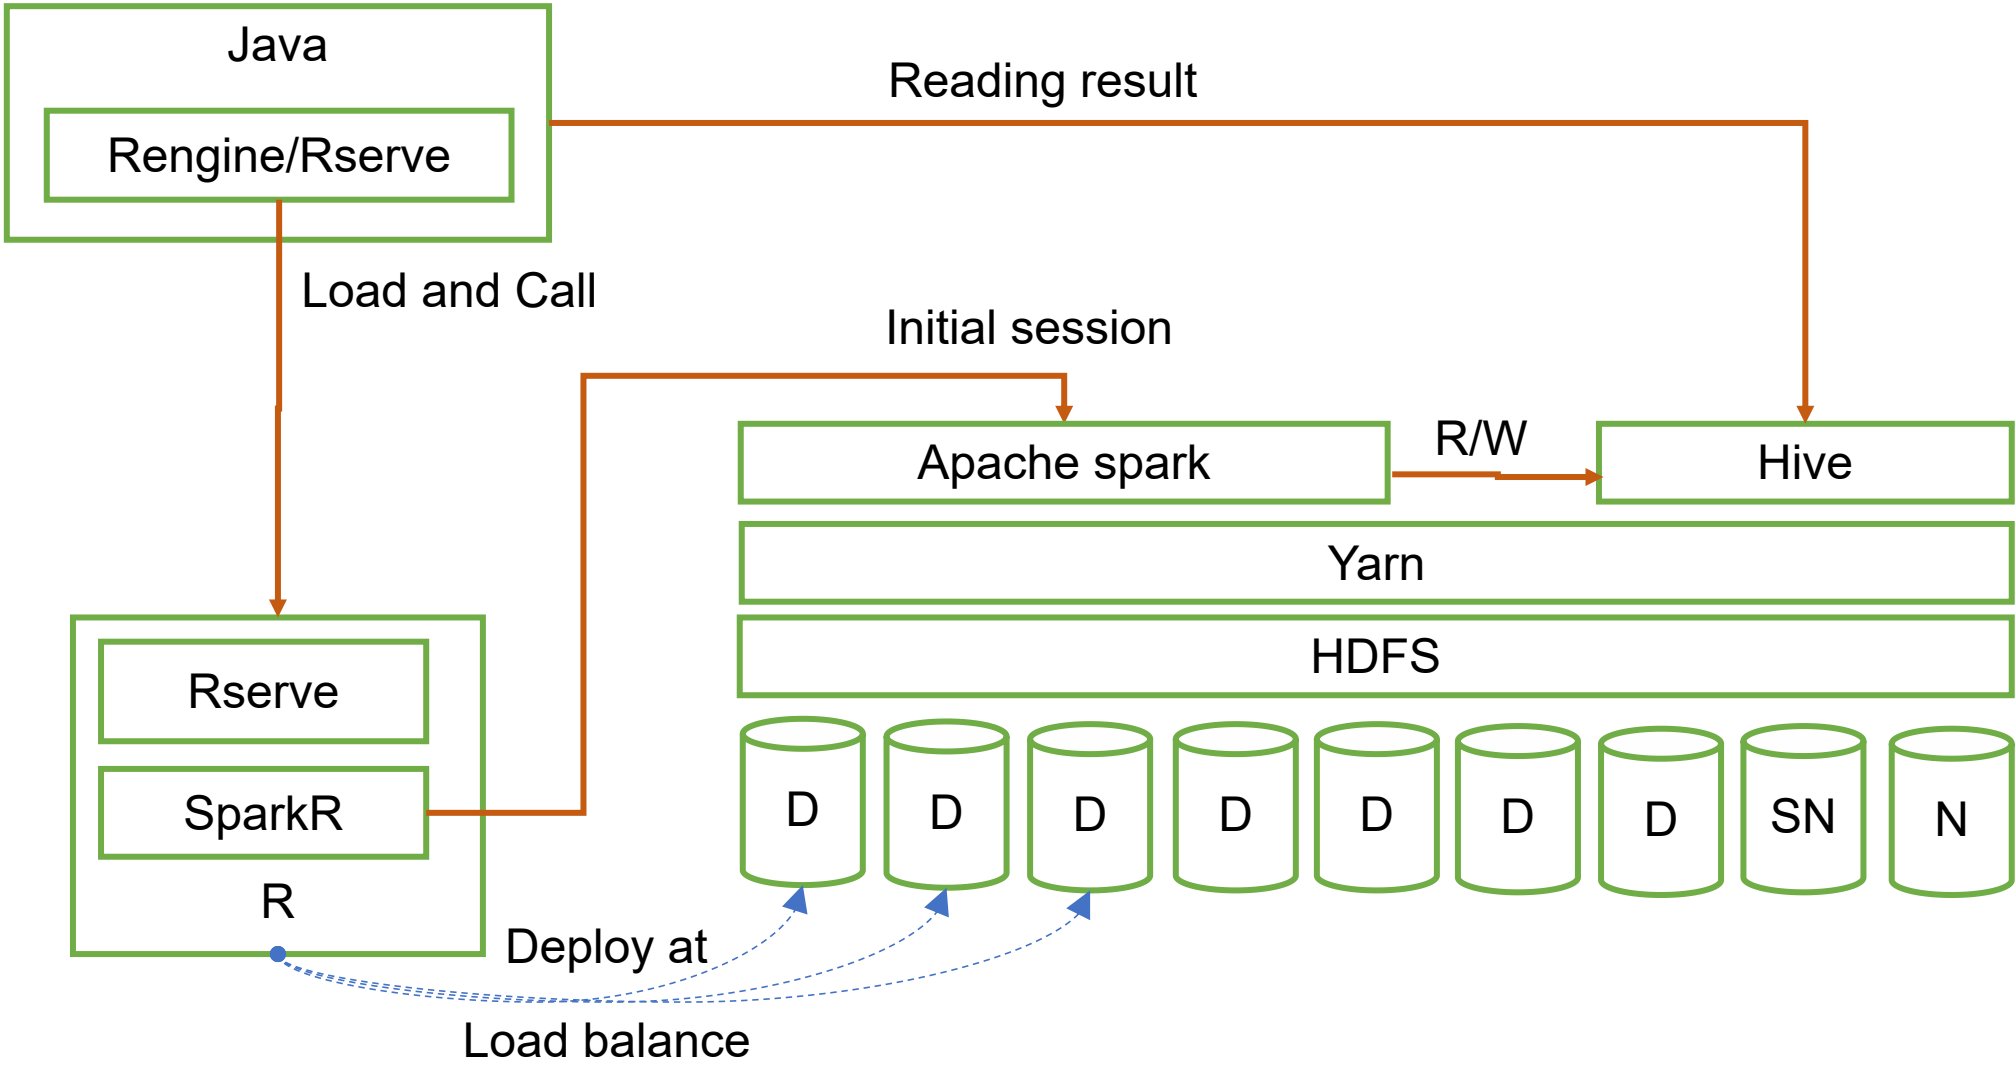 Java
Reading result
Rengine/Rserve
Load and Call
Initial session
R/W
Apache spark
Hive
Yarn
HDFS
Rserve
SparkR
R
D
D
D
D
D
D
D
SN
N
Deploy at
Load balance